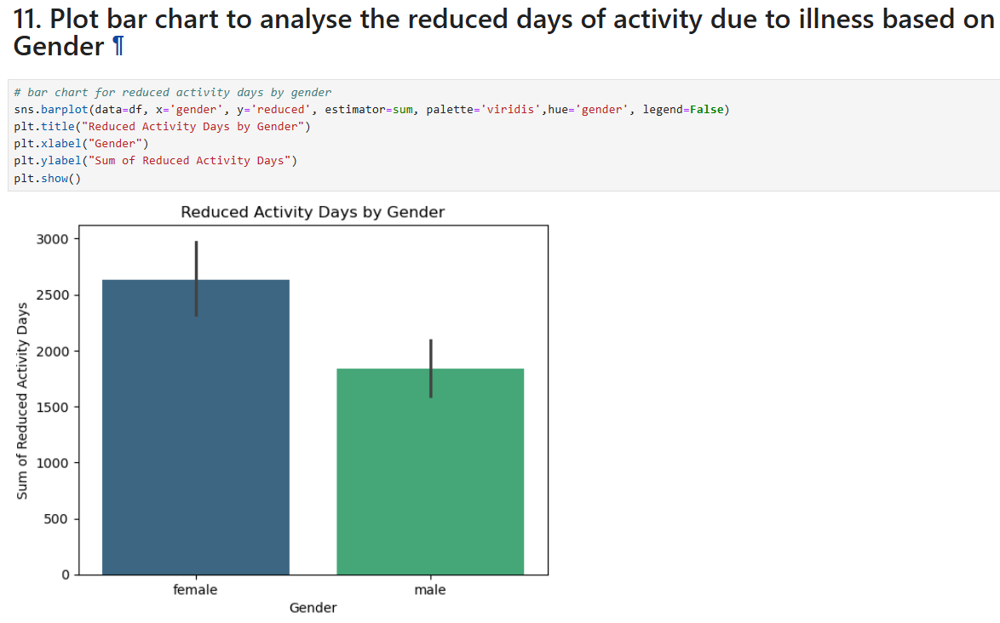 11. Plot bar chart to analyse the reduced days of activity due to illness based on
Gender ¶
# bar chart for reduced activity days by gender
sns.barplot(data=df, x='gender', y='reduced', estimator=sum, palette='viridis',hue='gender', legend=False)
plt.title("Reduced Activity Days by Gender")
plt.xlabel("Gender")
plt.ylabel("Sum of Reduced Activity Days")
plt.show()
Reduced Activity Days by Gender
Sum of Reduced Activity Days
3000
2500
2000
1500
1000
500
0
female
male
Gender